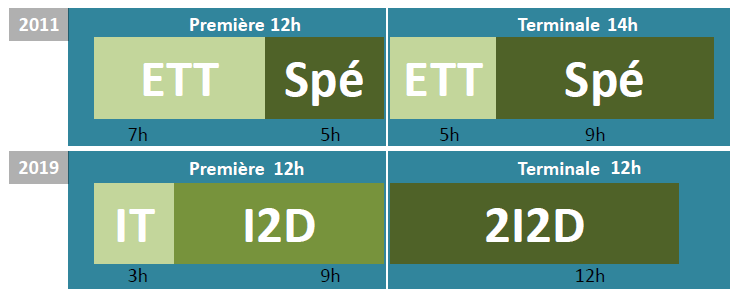 2011
Première 12h
Terminale 14h
ETT
Spé
ETT
Spé
7h
5h
5h
9h
2019
Première 12h
Terminale 12h
IT
I2D
2I2D
3h
9h
12h